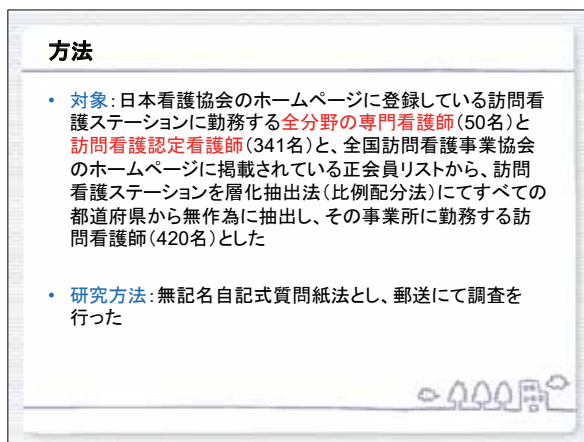 方法
• 対象：日本看護協会のホームページに登録している訪問看
護ステーションに勤務する全分野の専門看護師（50名）と
訪問看護認定看護師（341名）と、全国訪問看護事業協会
のホームページに掲載されている正会員リストから、訪問
看護ステーションを層化抽出法（比例配分法）にてすべての
都道府県から無作為に抽出し、その事業所に勤務する訪
問看護師（420名）とした
• 研究方法：無記名自記式質問紙法とし、郵送にて調査を
行った